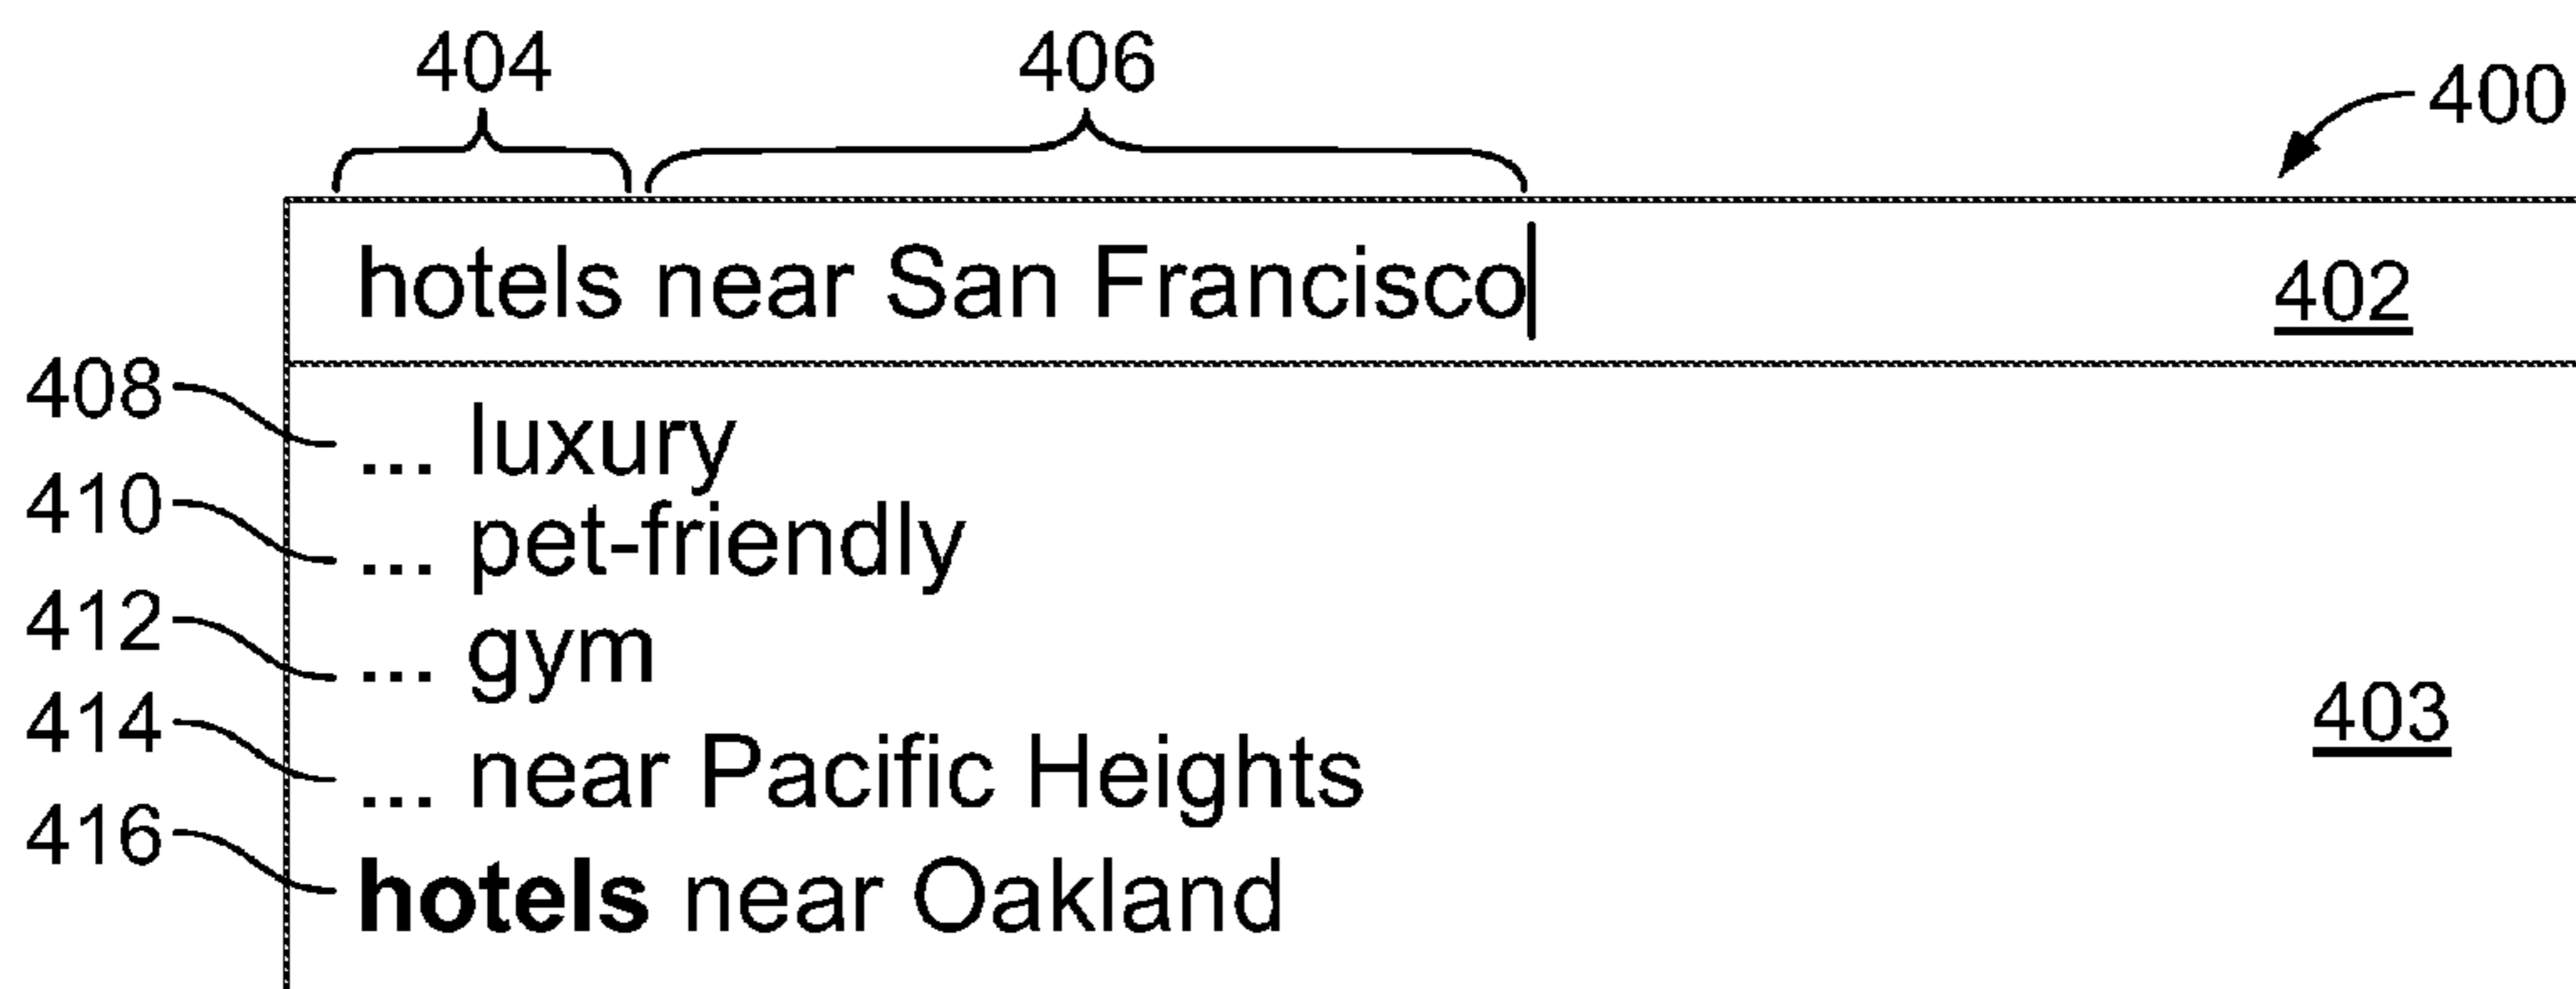 404 406
400
hotels near San Francisco 402
408 ... luxury
410 ... pet-friendly
412 ... gym
414 ... near Pacific Heights 403
416 hotels near Oakland